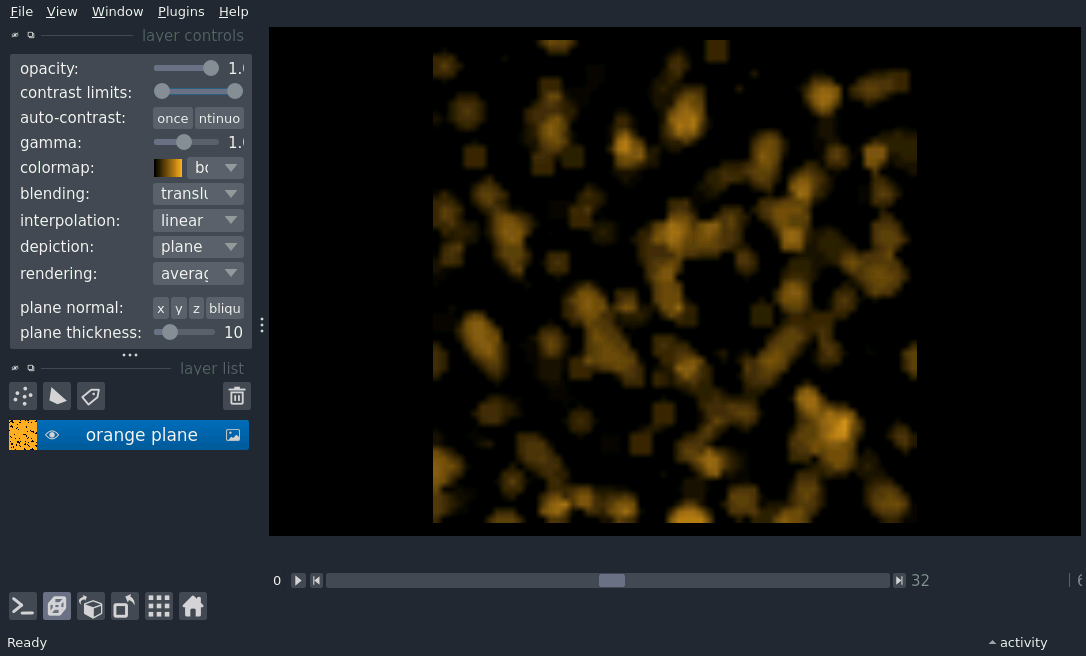 File View Window Plugins Help
layer controls
opacity: 1.
contrast limits:
auto-contrast: once ntinuo
gamma: 1.
colormap: bo
blending: translu
interpolation: linear
depiction: plane
rendering: averag
plane normal: x y z bliqu
plane thickness: 10
layer list
orange plane
0 32
Ready activity